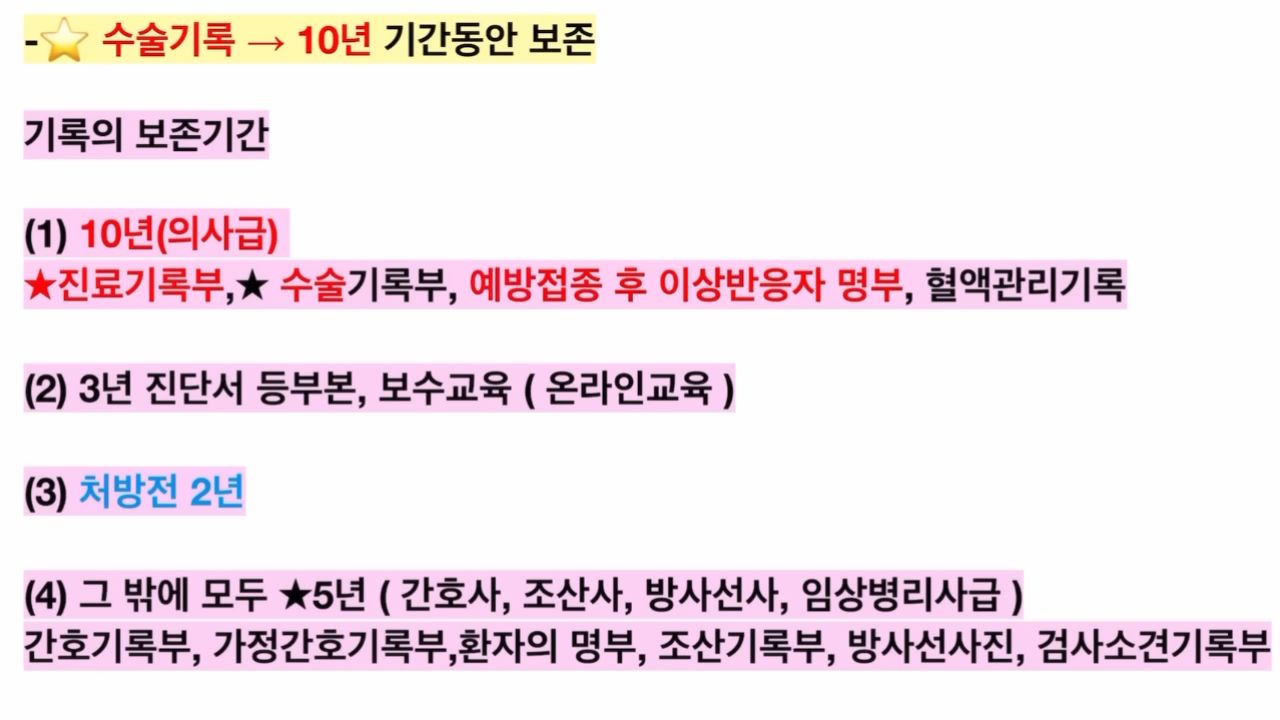 -⭐ 수술기록 → 10년 기간동안 보존
기록의 보존기간
(1) 10년(의사급)
★진료기록부,★ 수술기록부, 예방접종 후 이상반응자 명부, 혈액관리기록
(2) 3년 진단서 등부본, 보수교육 ( 온라인교육 )
(3) 처방전 2년
(4) 그 밖에 모두 ★5년 ( 간호사, 조산사, 방사선사, 임상병리사급 )
간호기록부, 가정간호기록부,환자의 명부, 조산기록부, 방사선사진, 검사소견기록부